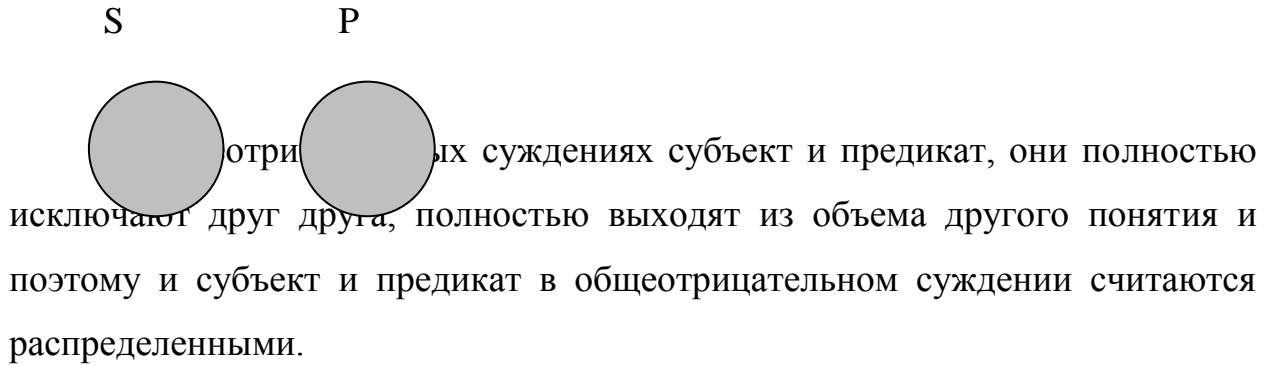 S P
отри ых суждениях субъект и предикат, они полностью
исключают друг друга, полностью выходят из объема другого понятия и
поэтому и субъект и предикат в общеотрицательном суждении считаются
распределенными.